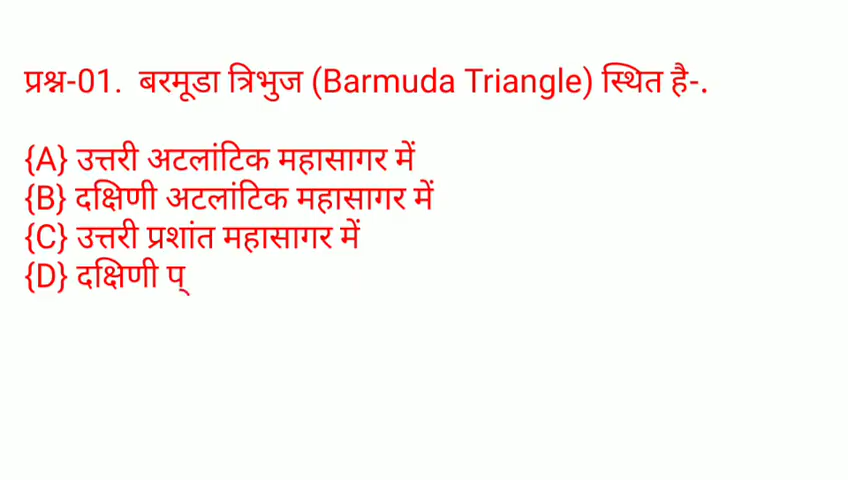 प्रश्न-01. बरमूडा त्रिभुज (Barmuda Triangle) स्थित है-.
{A} उत्तरी अटलांटिक महासागर में
{B} दक्षिणी अटलांटिक महासागर में
{C} उत्तरी प्रशांत महासागर में
{D} दक्षिणी प्